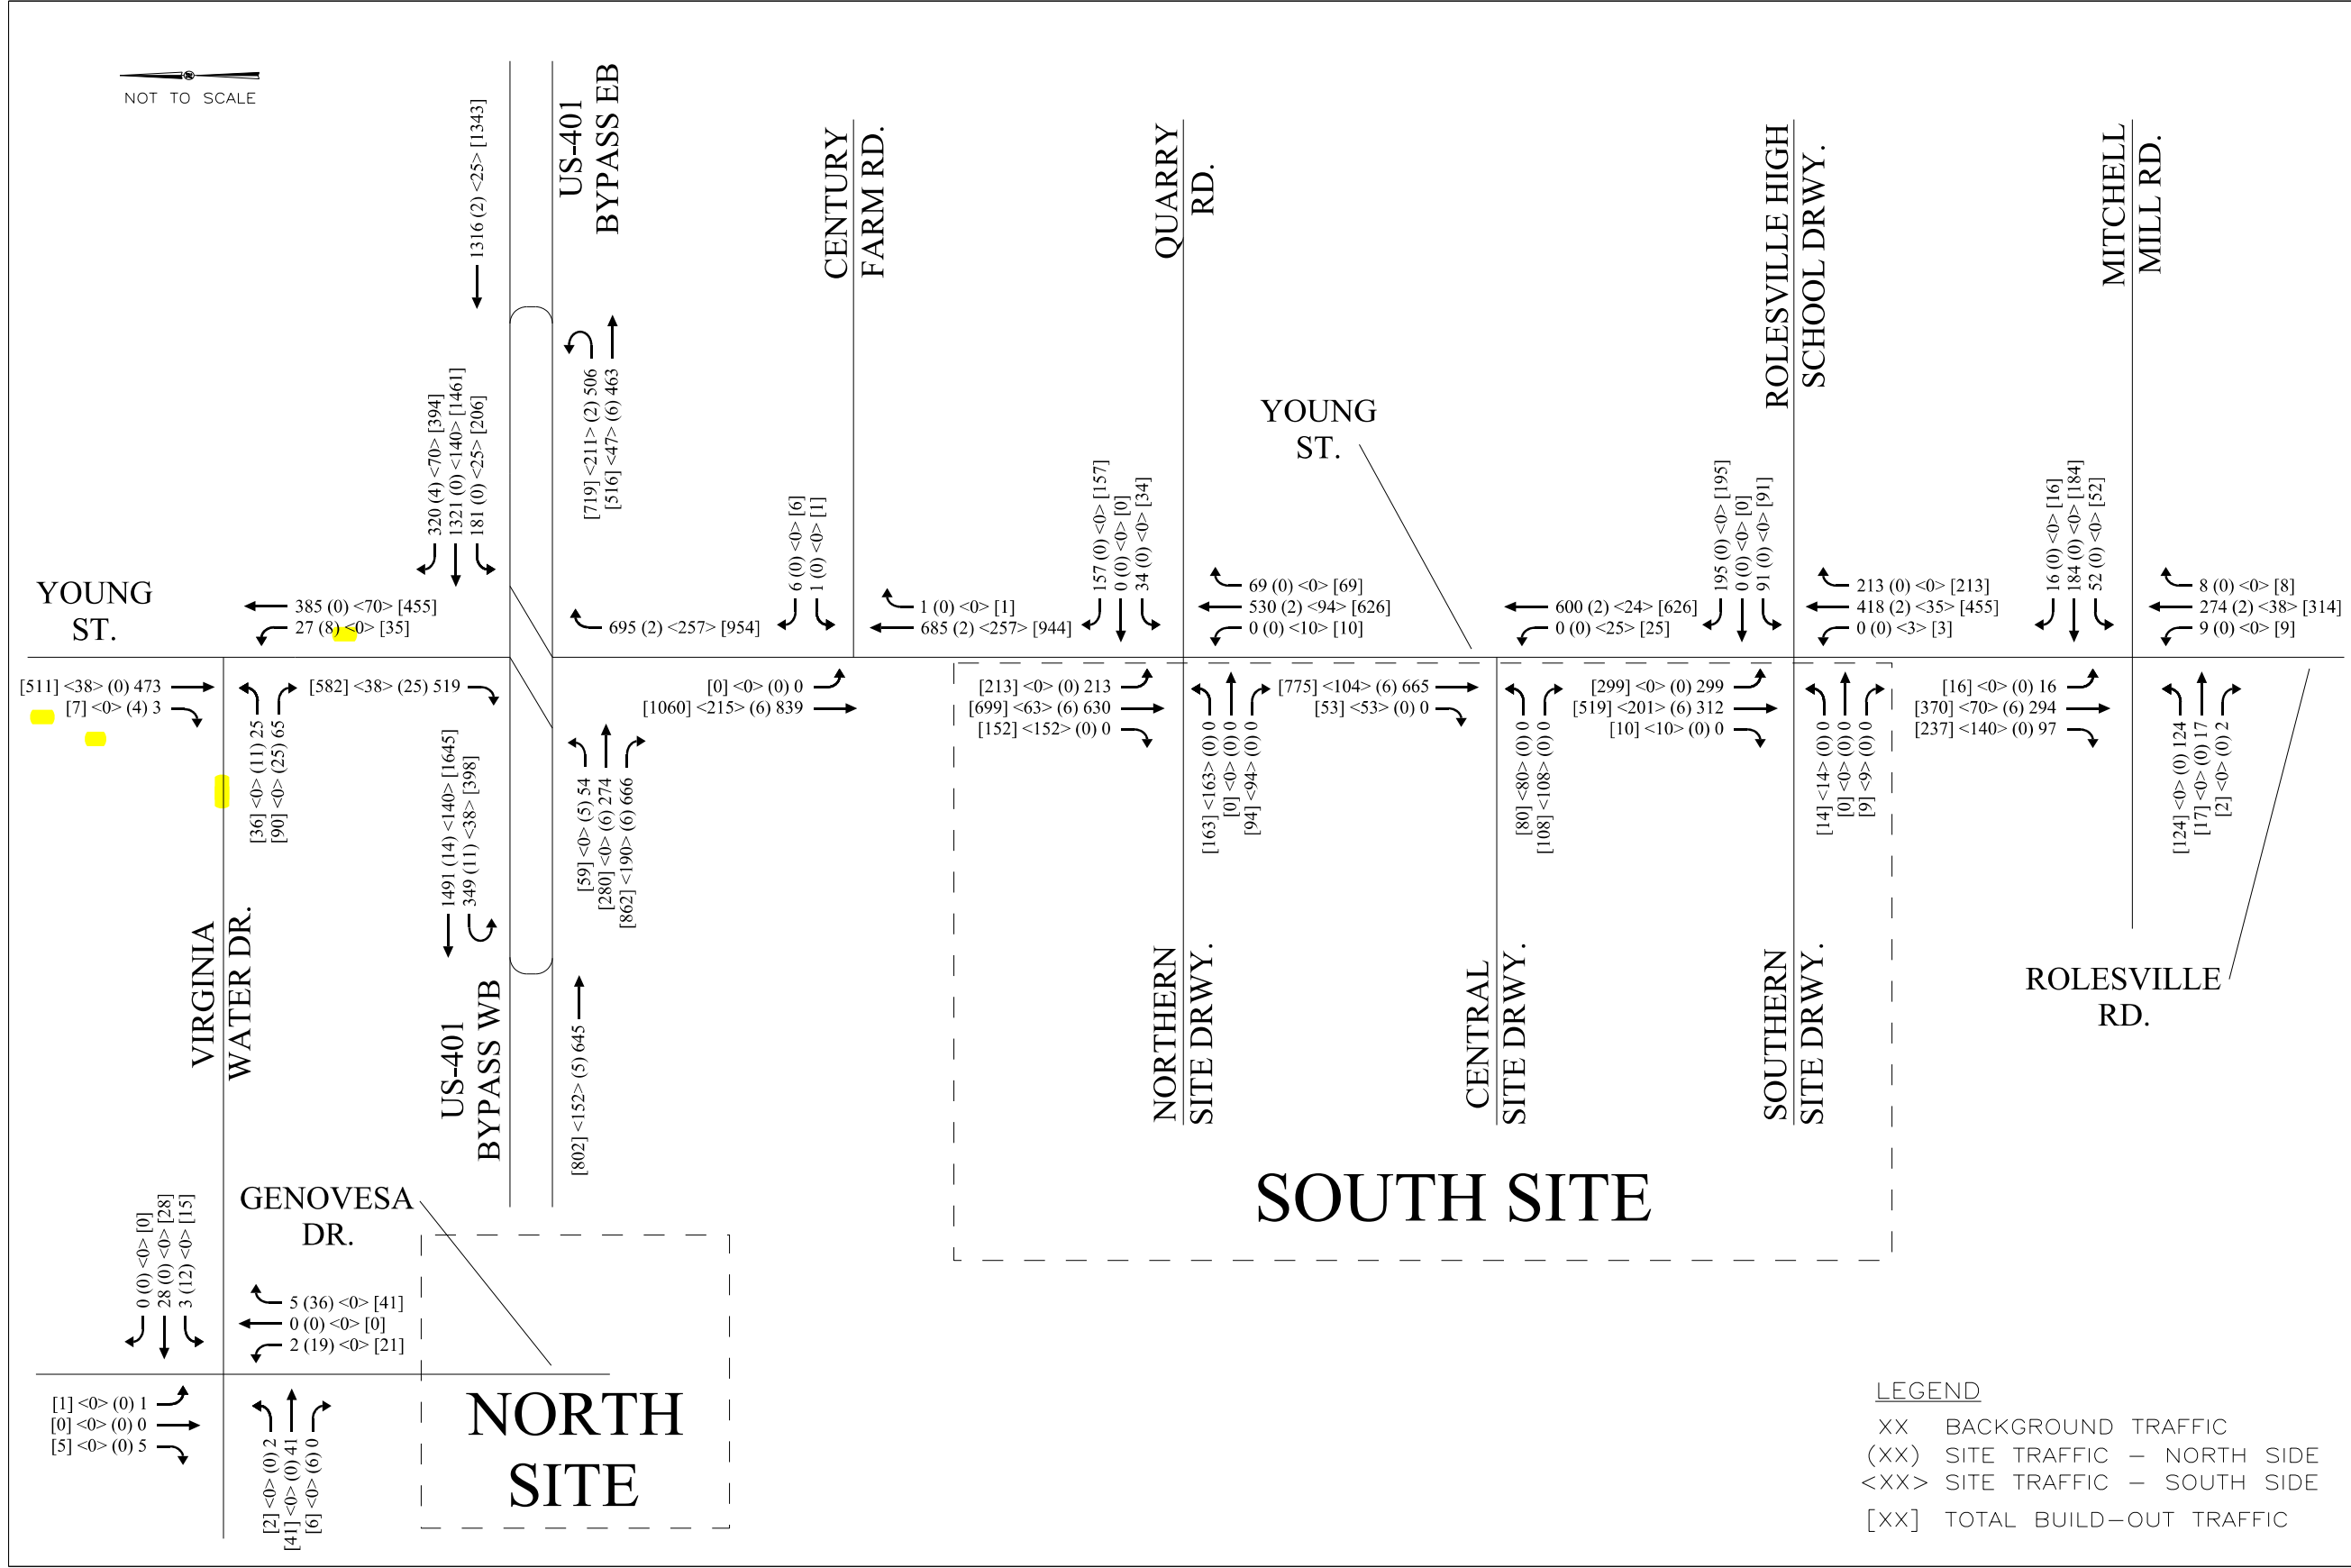 NOT TO SCALE
1316 (2) <25> [1343]
US-401
BYPASS EB
CENTURY
FARM RD.
QUARRY
RD.
ROLESVILLE HIGH
SCHOOL DRWY.
MITCHELL
MILL RD.
320 (4) <70> [394]
1321 (0) <140> [1461]
181 (0) <25> [206]
[719] <211> (2) 506
[516] <47> (6) 463
YOUNG
ST.
6 (0) <0> [6]
1 (0) <0> [1]
157 (0) <0> [157]
0 (0) <0> [0]
34 (0) <0> [34]
195 (0) <0> [195]
0 (0) <0> [0]
91 (0) <0> [91]
16 (0) <0> [16]
184 (0) <0> [184]
52 (0) <0> [52]
YOUNG
ST.
385 (0) <70> [455]
27 (8) <0> [35]
695 (2) <257> [954]
1 (0) <0> [1]
685 (2) <257> [944]
69 (0) <0> [69]
530 (2) <94> [626]
0 (0) <10> [10]
600 (2) <24> [626]
0 (0) <25> [25]
213 (0) <0> [213]
418 (2) <35> [455]
0 (0) <3> [3]
8 (0) <0> [8]
274 (2) <38> [314]
9 (0) <0> [9]
[511] <38> (0) 473
[7] <0> (4) 3
[36] <0> (11) 25
[90] <0> (25) 65
[582] <38> (25) 519
1491 (14) <140> [1645]
349 (11) <38> [398]
[59] <0> (5) 54
[280] <0> (6) 274
[862] <190> (6) 666
[0] <0> (0) 0
[1060] <215> (6) 839
[213] <0> (0) 213
[699] <63> (6) 630
[152] <152> (0) 0
[163] <163> (0) 0
[0] <0> (0) 0
[94] <94> (0) 0
[775] <104> (6) 665
[53] <53> (0) 0
[80] <80> (0) 0
[108] <108> (0) 0
[299] <0> (0) 299
[519] <201> (6) 312
[10] <10> (0) 0
[14] <14> (0) 0
[0] <0> (0) 0
[9] <9> (0) 0
[16] <0> (0) 16
[370] <70> (6) 294
[237] <140> (0) 97
[124] <0> (0) 124
[17] <0> (0) 17
[2] <0> (0) 2
VIRGINIA
WATER DR.
US-401
BYPASS WB
[802] <152> (5) 645
NORTHERN
SITE DRWY.
CENTRAL
SITE DRWY.
SOUTHERN
SITE DRWY.
ROLESVILLE
RD.
SOUTH SITE
GENOVESA
DR.
0 (0) <0> [0]
28 (0) <0> [28]
3 (12) <0> [15]
5 (36) <0> [41]
0 (0) <0> [0]
2 (19) <0> [21]
[1] <0> (0) 1
[0] <0> (0) 0
[5] <0> (0) 5
[2] <0> (0) 2
[41] <0> (0) 41
[6] <0> (6) 0
NORTH
SITE
LEGEND
XX BACKGROUND TRAFFIC
(XX) SITE TRAFFIC – NORTH SIDE
<XX> SITE TRAFFIC – SOUTH SIDE
[XX] TOTAL BUILD–OUT TRAFFIC